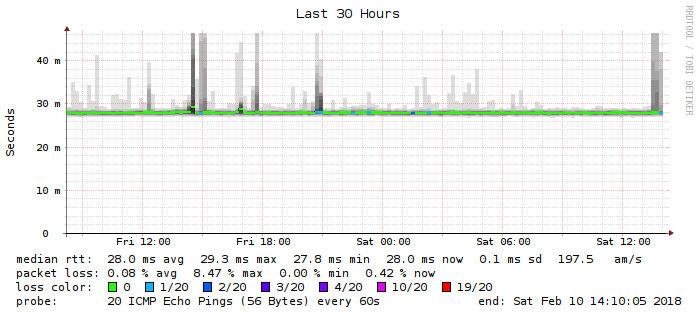 Last 30 Hours
RRDTOOL / TOBI OETIKER
Seconds
40 m
30 m
20 m
10 m
0
Fri 12:00 Fri 18:00 Sat 00:00 Sat 06:00 Sat 12:00
median rtt: 28.0 ms avg 29.3 ms max 27.8 ms min 28.0 ms now 0.1 ms sd 197.5 am/s
packet loss: 0.08 % avg 8.47 % max 0.00 % min 0.42 % now
loss color: 0 1/20 2/20 3/20 4/20 10/20 19/20
probe: 20 ICMP Echo Pings (56 Bytes) every 60s end: Sat Feb 10 14:10:05 2018